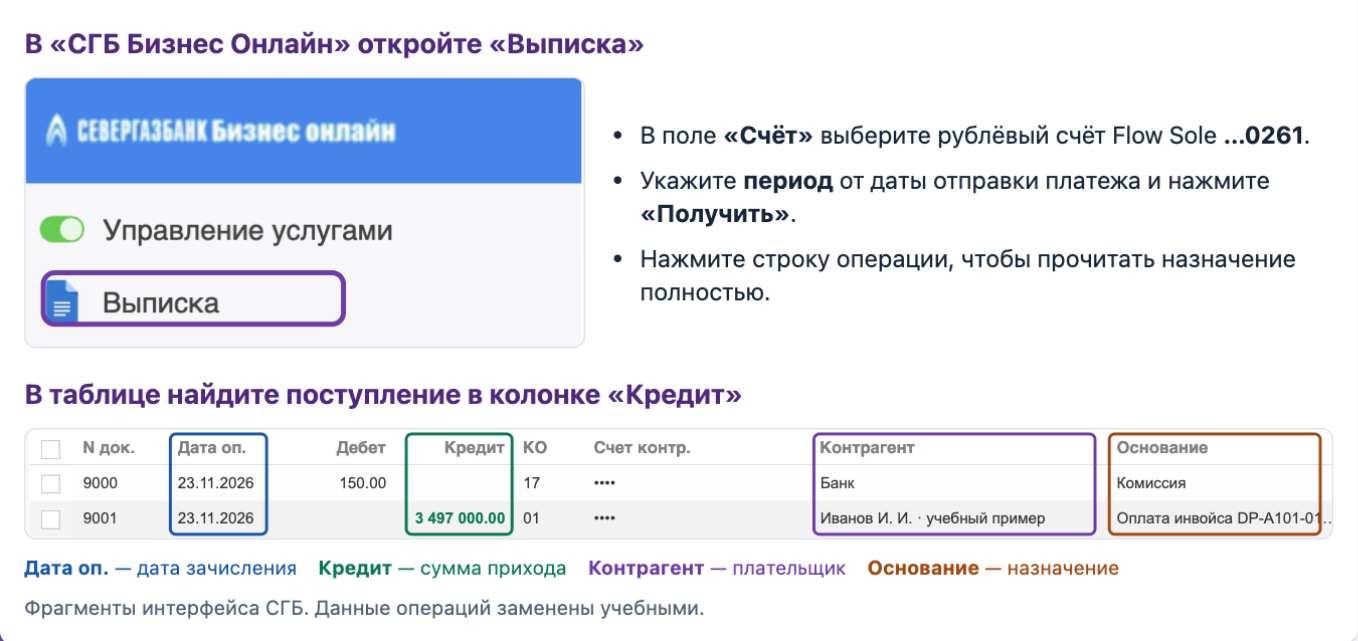 В «СГБ Бизнес Онлайн» откройте «Выписка»
СЕВЕРГАЗБАНК Бизнес онлайн
Управление услугами
Выписка
• В поле «Счёт» выберите рублёвый счёт Flow Sole ...0261.
• Укажите период от даты отправки платежа и нажмите
«Получить».
• Нажмите строку операции, чтобы прочитать назначение
полностью.
В таблице найдите поступление в колонке «Кредит»
N док. Дата оп. Дебет Кредит КО Счет контр. Контрагент Основание
9000 23.11.2026 150.00 17 •••• Банк Комиссия
9001 23.11.2026 3 497 000.00 01 •••• Иванов И. И. · учебный пример Оплата инвойса DP-A101-01...
Дата оп. — дата зачисления Кредит — сумма прихода Контрагент — плательщик Основание — назначение
Фрагменты интерфейса СГБ. Данные операций заменены учебными.